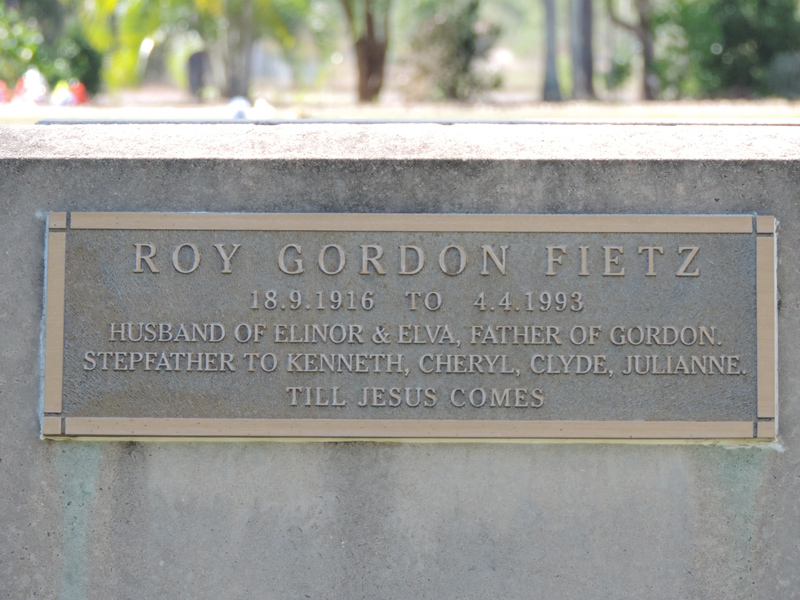 ROY GORDON FIETZ
18.9.1916 TO 4.4.1993
HUSBAND OF ELINOR & ELVA, FATHER OF GORDON.
STEPFATHER TO KENNETH, CHERYL, CLYDE, JULIANNE.
TILL JESUS COMES